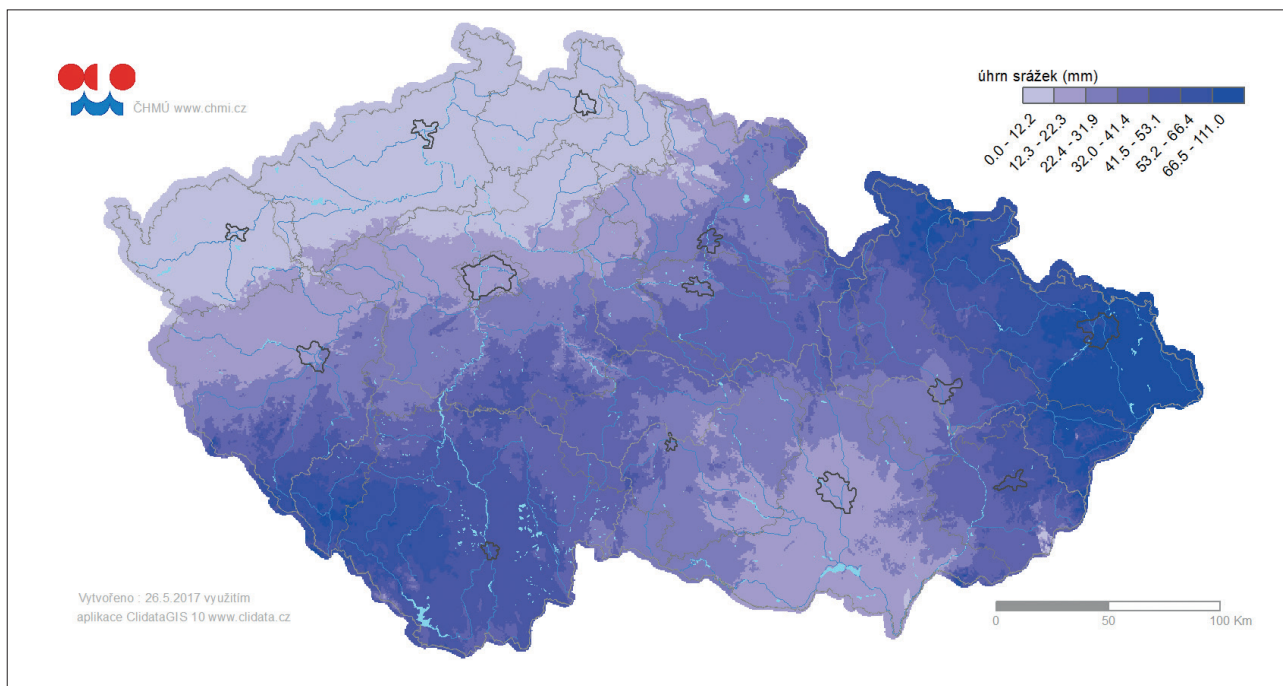 ČHMÚ www.chmi.cz
úhrn srážek (mm)
0.0 - 12.2
12.3 - 22.3
22.4 - 31.9
32.0 - 41.4
41.5 - 53.1
53.2 - 66.4
66.5 - 111.0
Vytvořeno : 26.5.2017 využitím
aplikace ClidataGIS 10 www.clidata.cz
0 50 100 Km